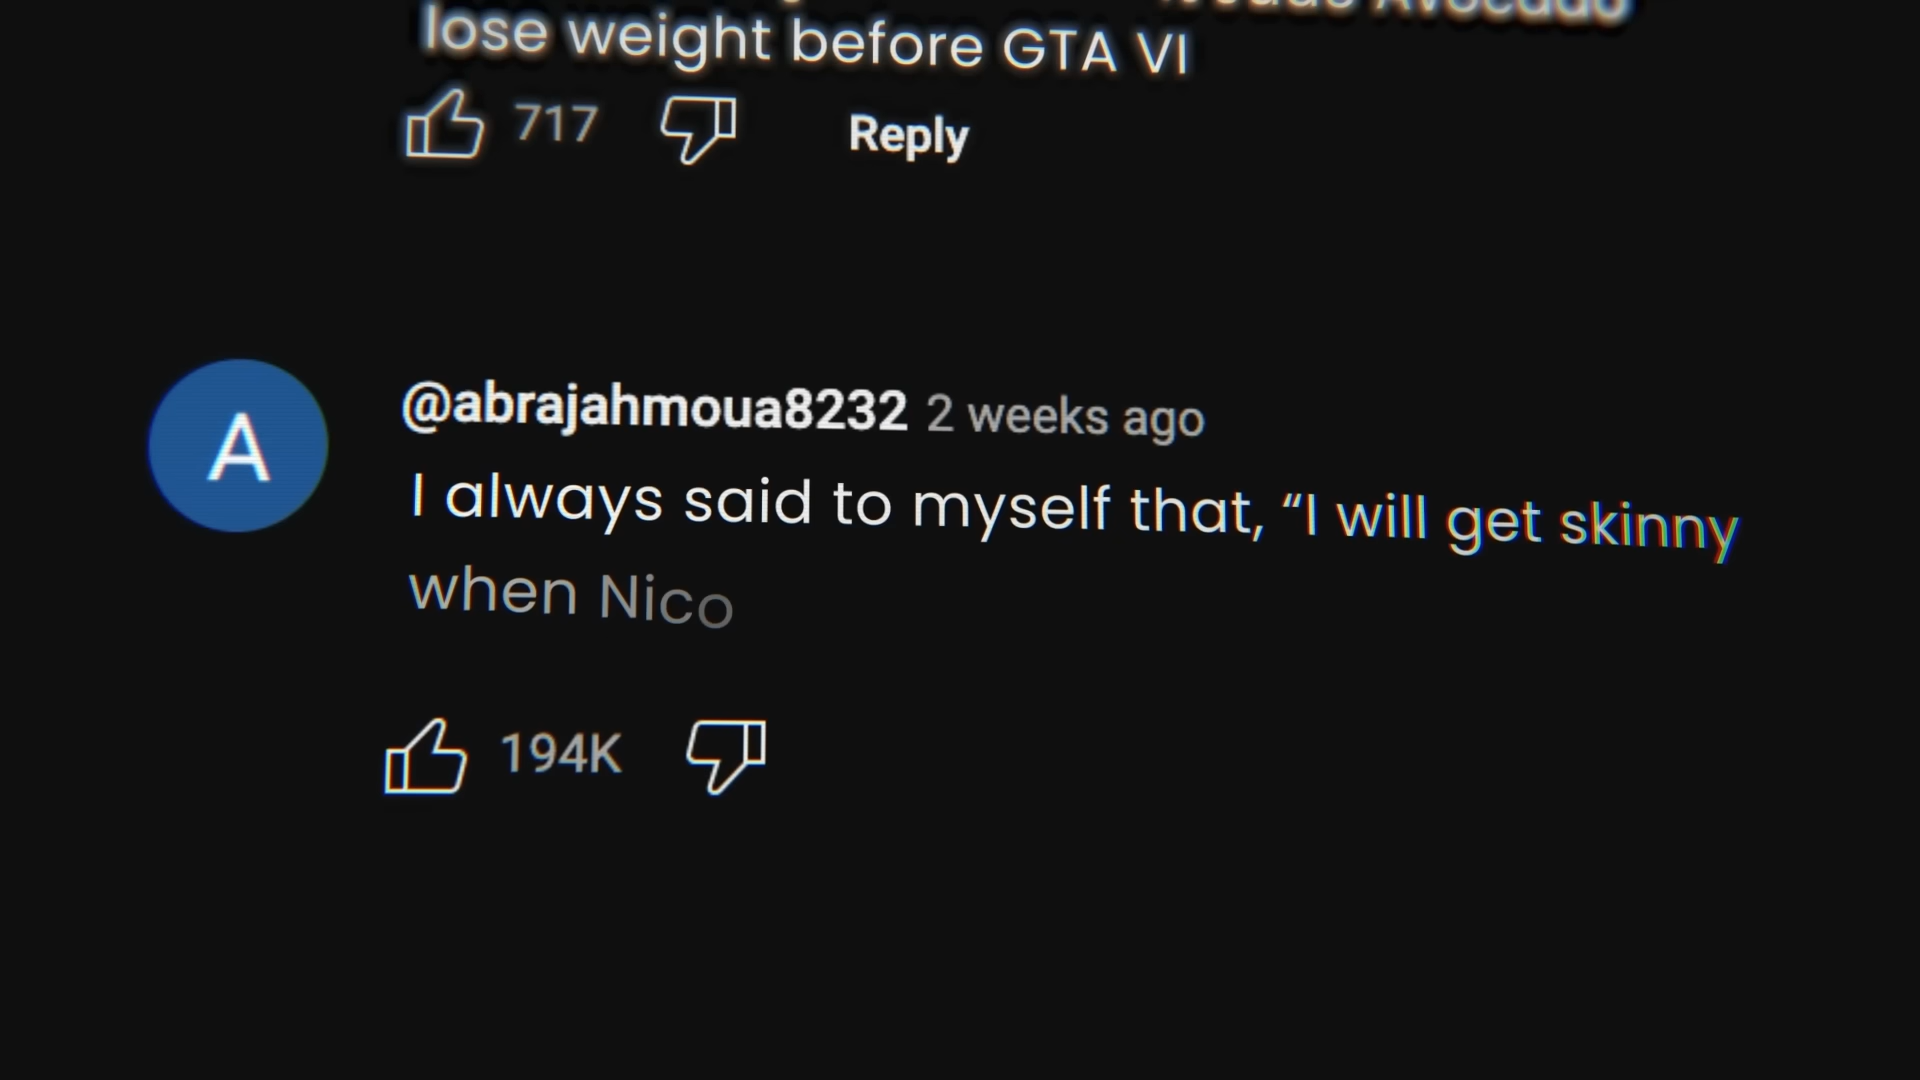 Avocado
lose weight before GTA VI
717 Reply
A
@abrajahmoua8232 2 weeks ago
I always said to myself that, “I will get skinny
when Nico
194K